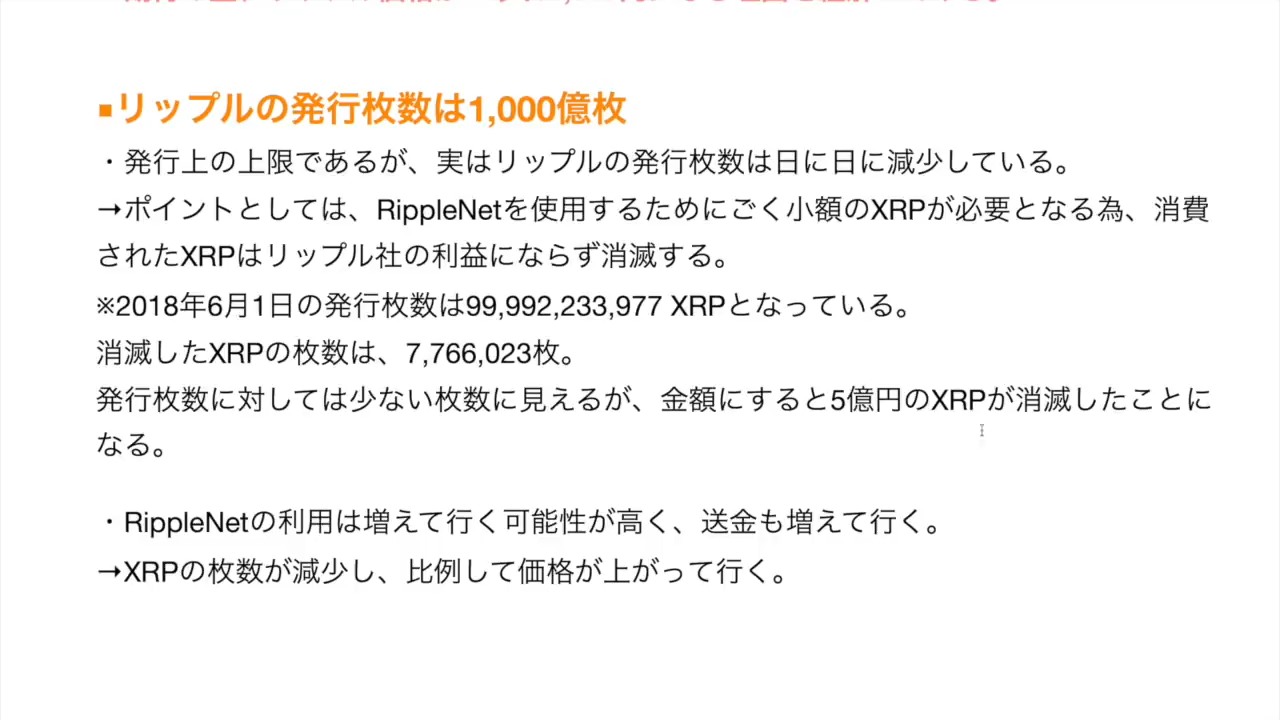 ■リップルの発行枚数は1,000億枚
・発行上の上限であるが、実はリップルの発行枚数は日に日に減少している。
→ポイントとしては、RippleNetを使用するためにごく小額のXRPが必要となる為、消費
されたXRPはリップル社の利益にならず消滅する。
※2018年6月1日の発行枚数は99,992,233,977 XRPとなっている。
消滅したXRPの枚数は、7,766,023枚。
発行枚数に対しては少ない枚数に見えるが、金額にすると5億円のXRPが消滅したことに
なる。
・RippleNetの利用は増えて行く可能性が高く、送金も増えて行く。
→XRPの枚数が減少し、比例して価格が上がって行く。